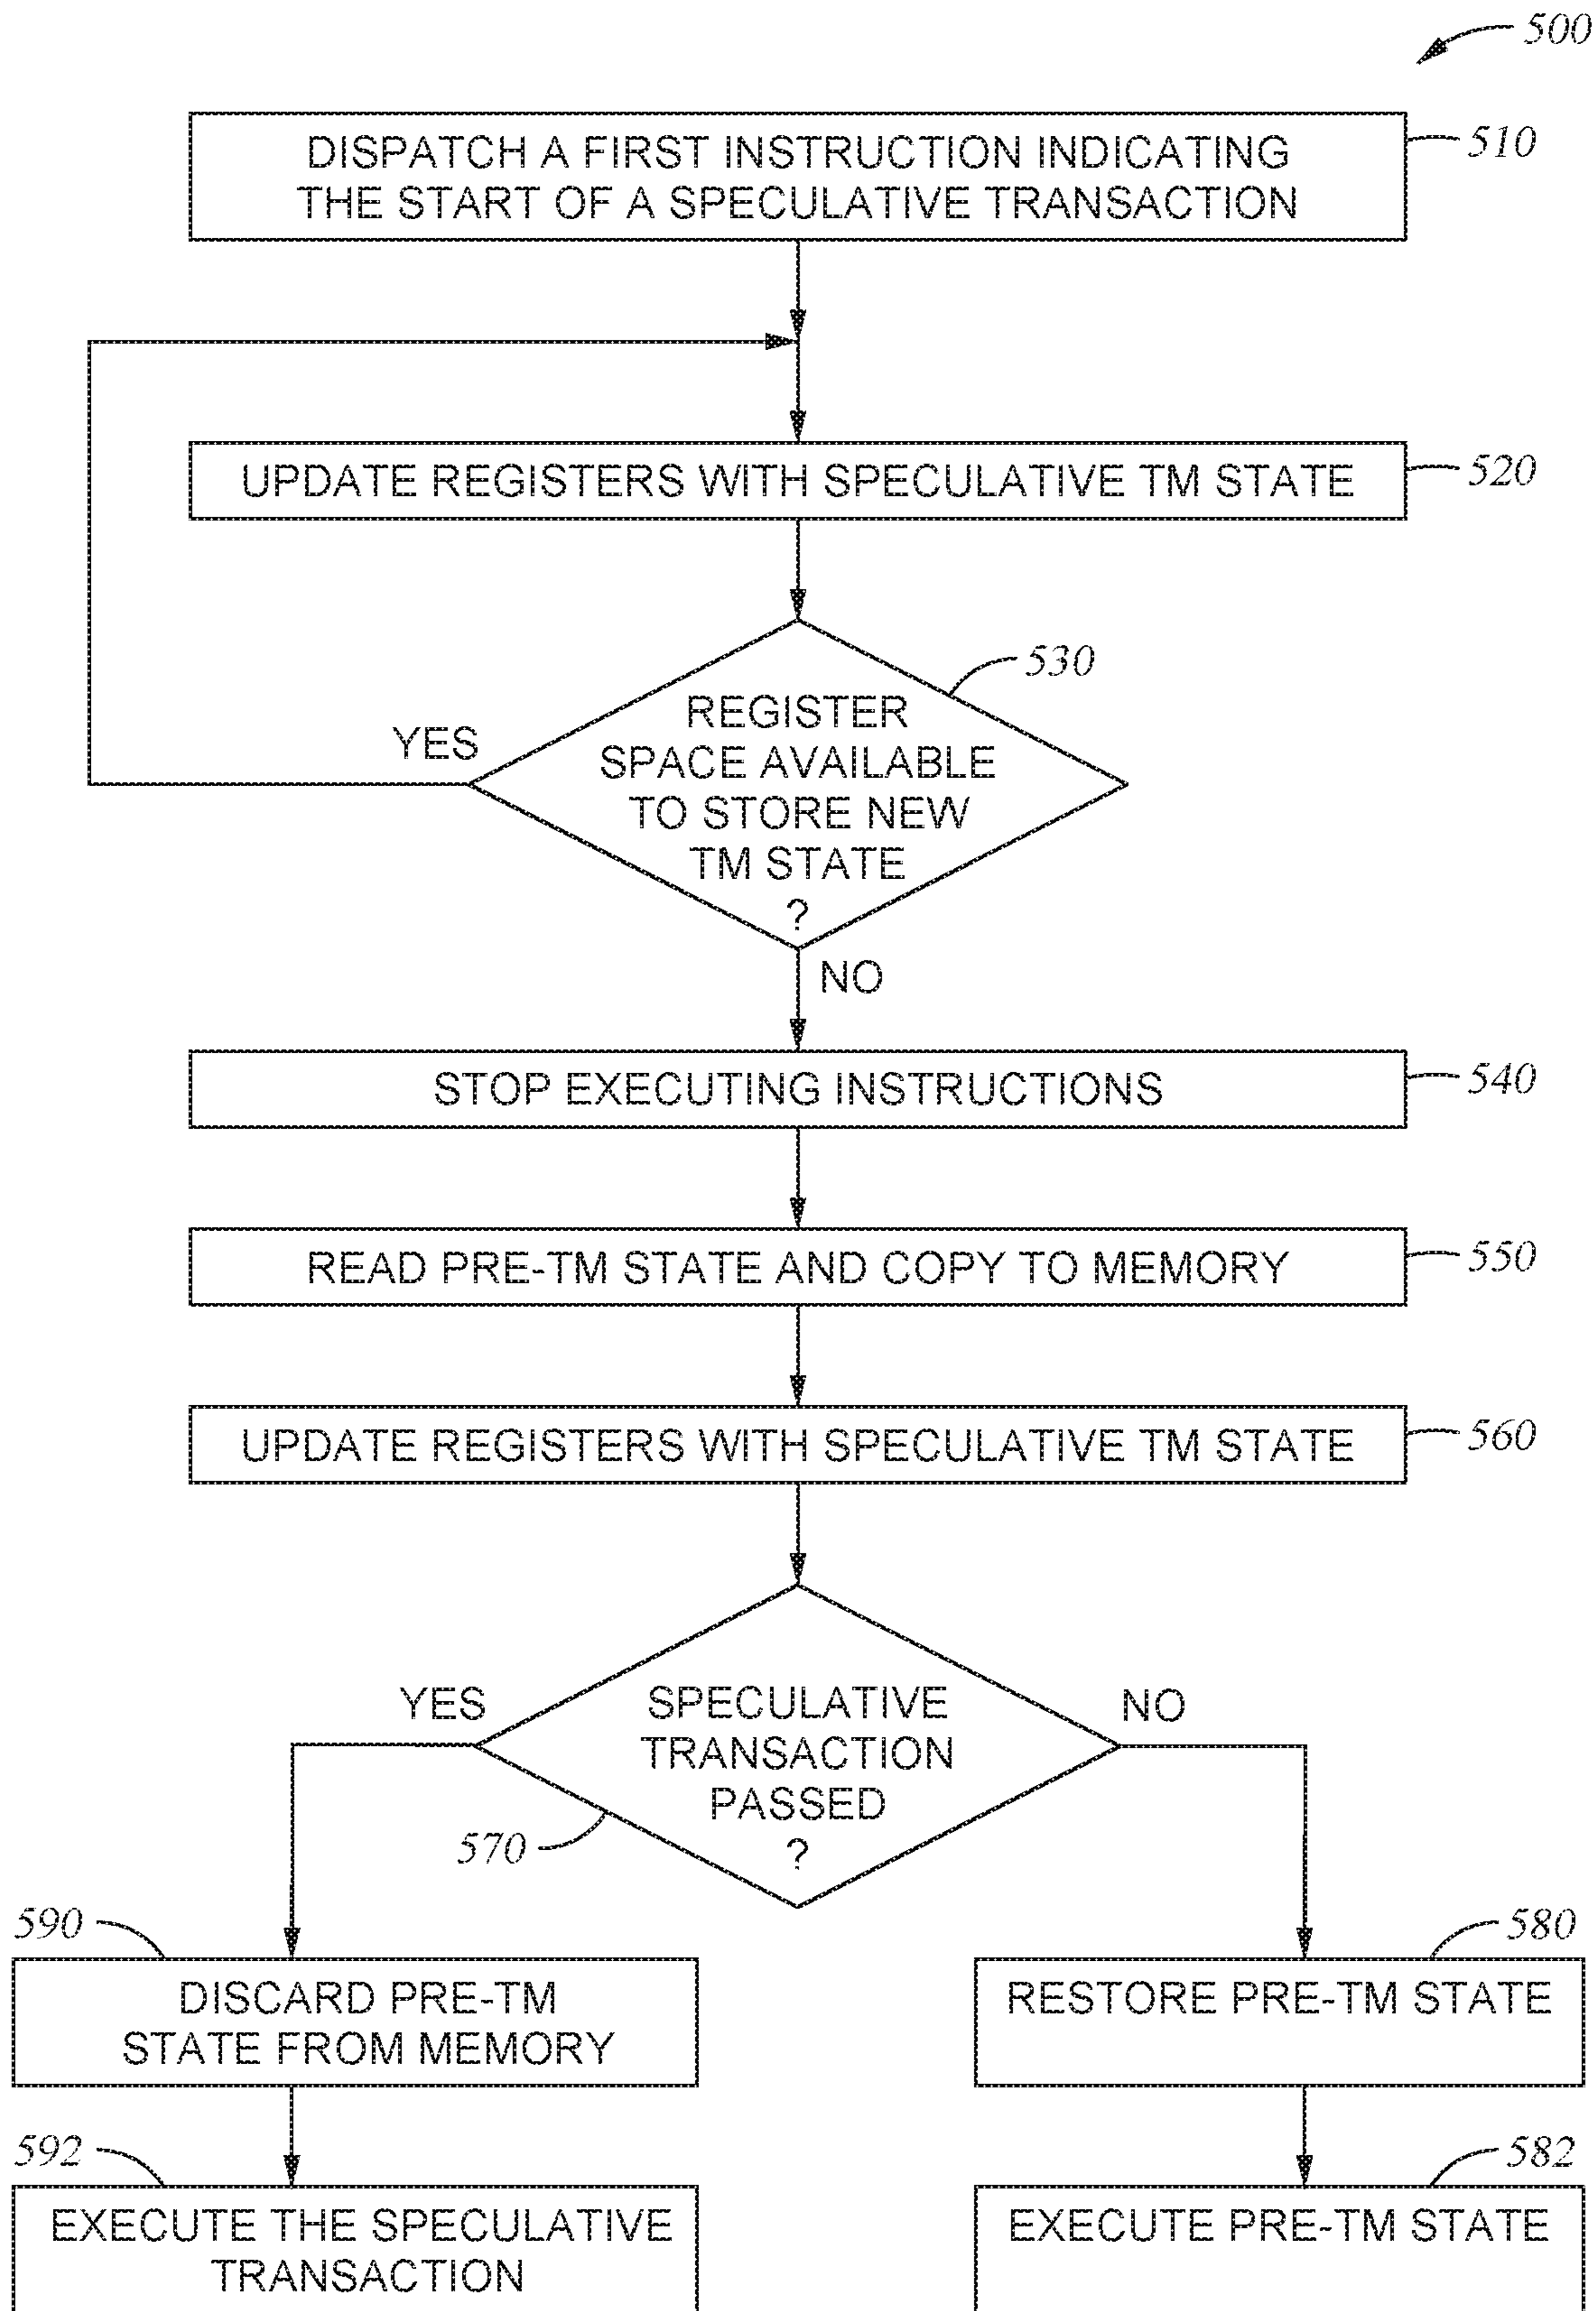 500
DISPATCH A FIRST INSTRUCTION INDICATING
THE START OF A SPECULATIVE TRANSACTION
510
UPDATE REGISTERS WITH SPECULATIVE TM STATE
520
530
REGISTER
SPACE AVAILABLE
TO STORE NEW
TM STATE
?
YES
NO
STOP EXECUTING INSTRUCTIONS
540
READ PRE-TM STATE AND COPY TO MEMORY
550
UPDATE REGISTERS WITH SPECULATIVE TM STATE
560
YES
SPECULATIVE
TRANSACTION
PASSED
?
NO
570
590
DISCARD PRE-TM
STATE FROM MEMORY
580
RESTORE PRE-TM STATE
592
EXECUTE THE SPECULATIVE
TRANSACTION
582
EXECUTE PRE-TM STATE